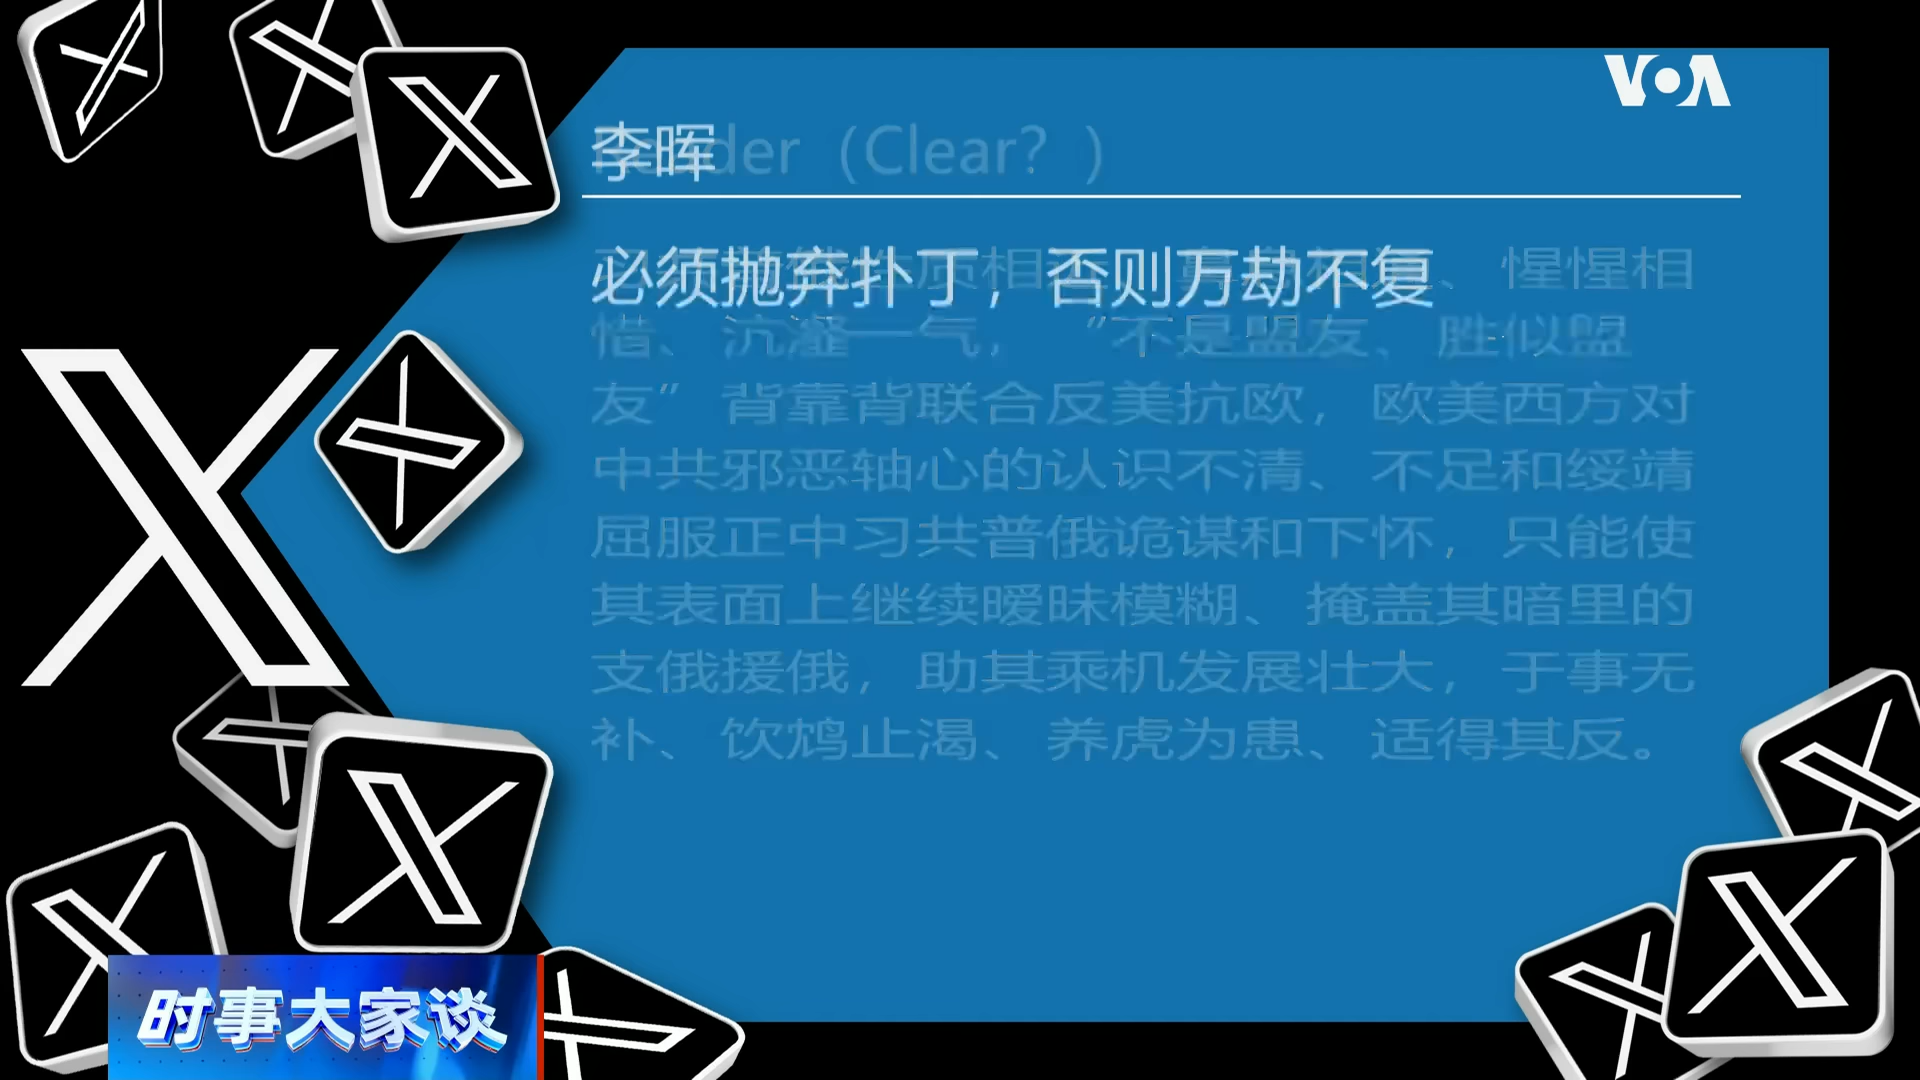 VOA
李晖
der（Clear？）
必须抛弃扑丁，否则万劫不复
相 、惺惺相
惜、沆瀣一气，“不是盟友、胜似盟
友”背靠背联合反美抗欧，欧美西方对
中共邪恶轴心的认识不清、不足和绥靖
屈服正中习共普俄诡谋和下怀，只能使
其表面上继续暧昧模糊、掩盖其暗里的
支俄援俄，助其乘机发展壮大，于事无
补、饮鸩止渴、养虎为患、适得其反。
时事大家谈